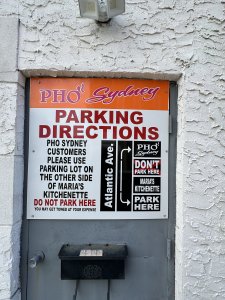 PHỞ Sydney
PARKING
DIRECTIONS
PHO SYDNEY
CUSTOMERS
PLEASE USE
PARKING LOT ON
THE OTHER SIDE
OF MARIA'S
KITCHENETTE
DO NOT PARK HERE
YOU MAY GET TOWED AT YOUR EXPENSE
Atlantic Ave.
PHỞ
Sydney
DON'T
PARK HERE
MARIA'S
KITCHENETTE
PARK
HERE